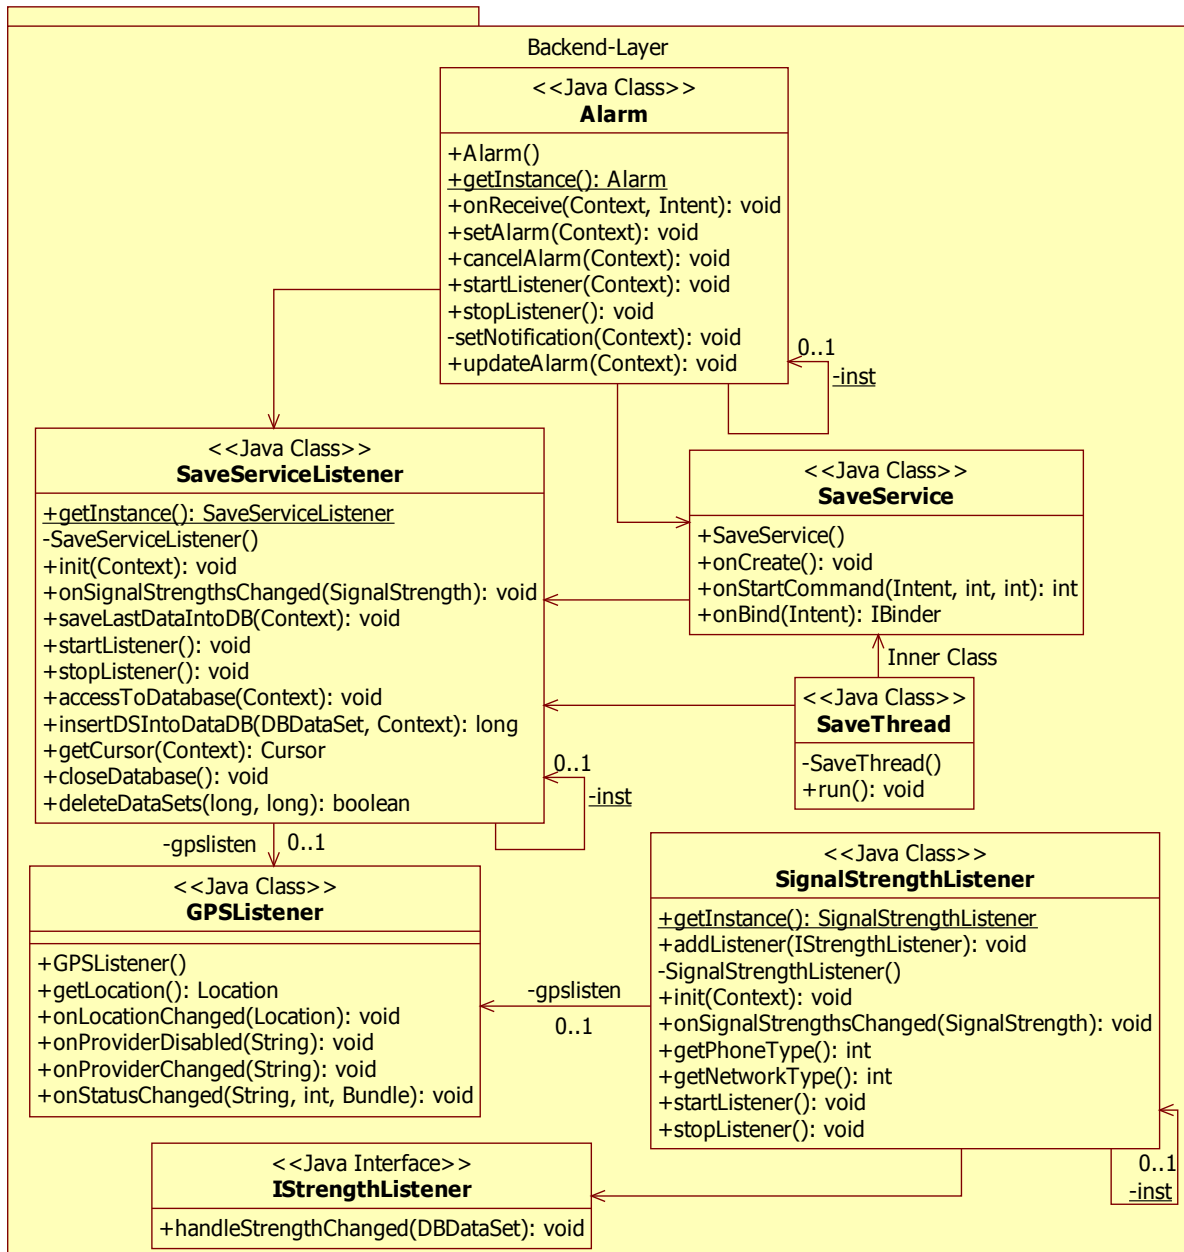 Backend-Layer
<<Java Class>>
Alarm
+Alarm()
+getInstance(): Alarm
+onReceive(Context, Intent): void
+setAlarm(Context): void
+cancelAlarm(Context): void
+startListener(Context): void
+stopListener(): void
-setNotification(Context): void
+updateAlarm(Context): void
0..1
-inst
<<Java Class>>
SaveServiceListener
+getInstance(): SaveServiceListener
-SaveServiceListener()
+init(Context): void
+onSignalStrengthsChanged(SignalStrength): void
+saveLastDataIntoDB(Context): void
+startListener(): void
+stopListener(): void
+accessToDatabase(Context): void
+insertDSIntoDataDB(DBDataSet, Context): long
+getCursor(Context): Cursor
+closeDatabase(): void
+deleteDataSets(long, long): boolean
0..1
-inst
<<Java Class>>
SaveService
+SaveService()
+onCreate(): void
+onStartCommand(Intent, int, int): int
+onBind(Intent): IBinder
Inner Class
<<Java Class>>
SaveThread
-SaveThread()
+run(): void
-gpslisten
0..1
<<Java Class>>
GPSListener
+GPSListener()
+getLocation(): Location
+onLocationChanged(Location): void
+onProviderDisabled(String): void
+onProviderChanged(String): void
+onStatusChanged(String, int, Bundle): void
-gpslisten
0..1
<<Java Class>>
SignalStrengthListener
+getInstance(): SignalStrengthListener
+addListener(IStrengthListener): void
-SignalStrengthListener()
+init(Context): void
+onSignalStrengthsChanged(SignalStrength): void
+getPhoneType(): int
+getNetworkType(): int
+startListener(): void
+stopListener(): void
0..1
-inst
<<Java Interface>>
IStrengthListener
+handleStrengthChanged(DBDataSet): void